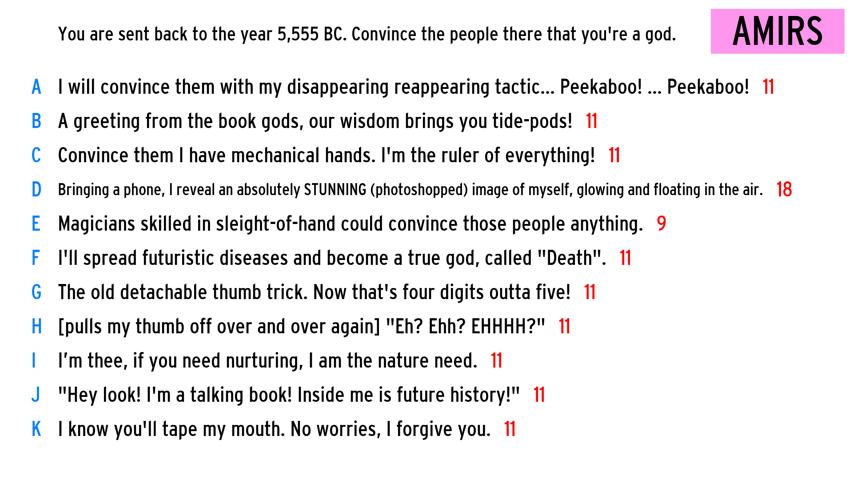 You are sent back to the year 5,555 BC. Convince the people there that you're a god.
AMIRS
A I will convince them with my disappearing reappearing tactic... Peekaboo! ... Peekaboo! 11
B A greeting from the book gods, our wisdom brings you tide-pods! 11
C Convince them I have mechanical hands. I'm the ruler of everything! 11
D Bringing a phone, I reveal an absolutely STUNNING (photoshopped) image of myself, glowing and floating in the air. 18
E Magicians skilled in sleight-of-hand could convince those people anything. 9
F I'll spread futuristic diseases and become a true god, called "Death". 11
G The old detachable thumb trick. Now that's four digits outta five! 11
H [pulls my thumb off over and over again] "Eh? Ehh? EHHHH?" 11
I I’m thee, if you need nurturing, I am the nature need. 11
J "Hey look! I'm a talking book! Inside me is future history!" 11
K I know you'll tape my mouth. No worries, I forgive you. 11